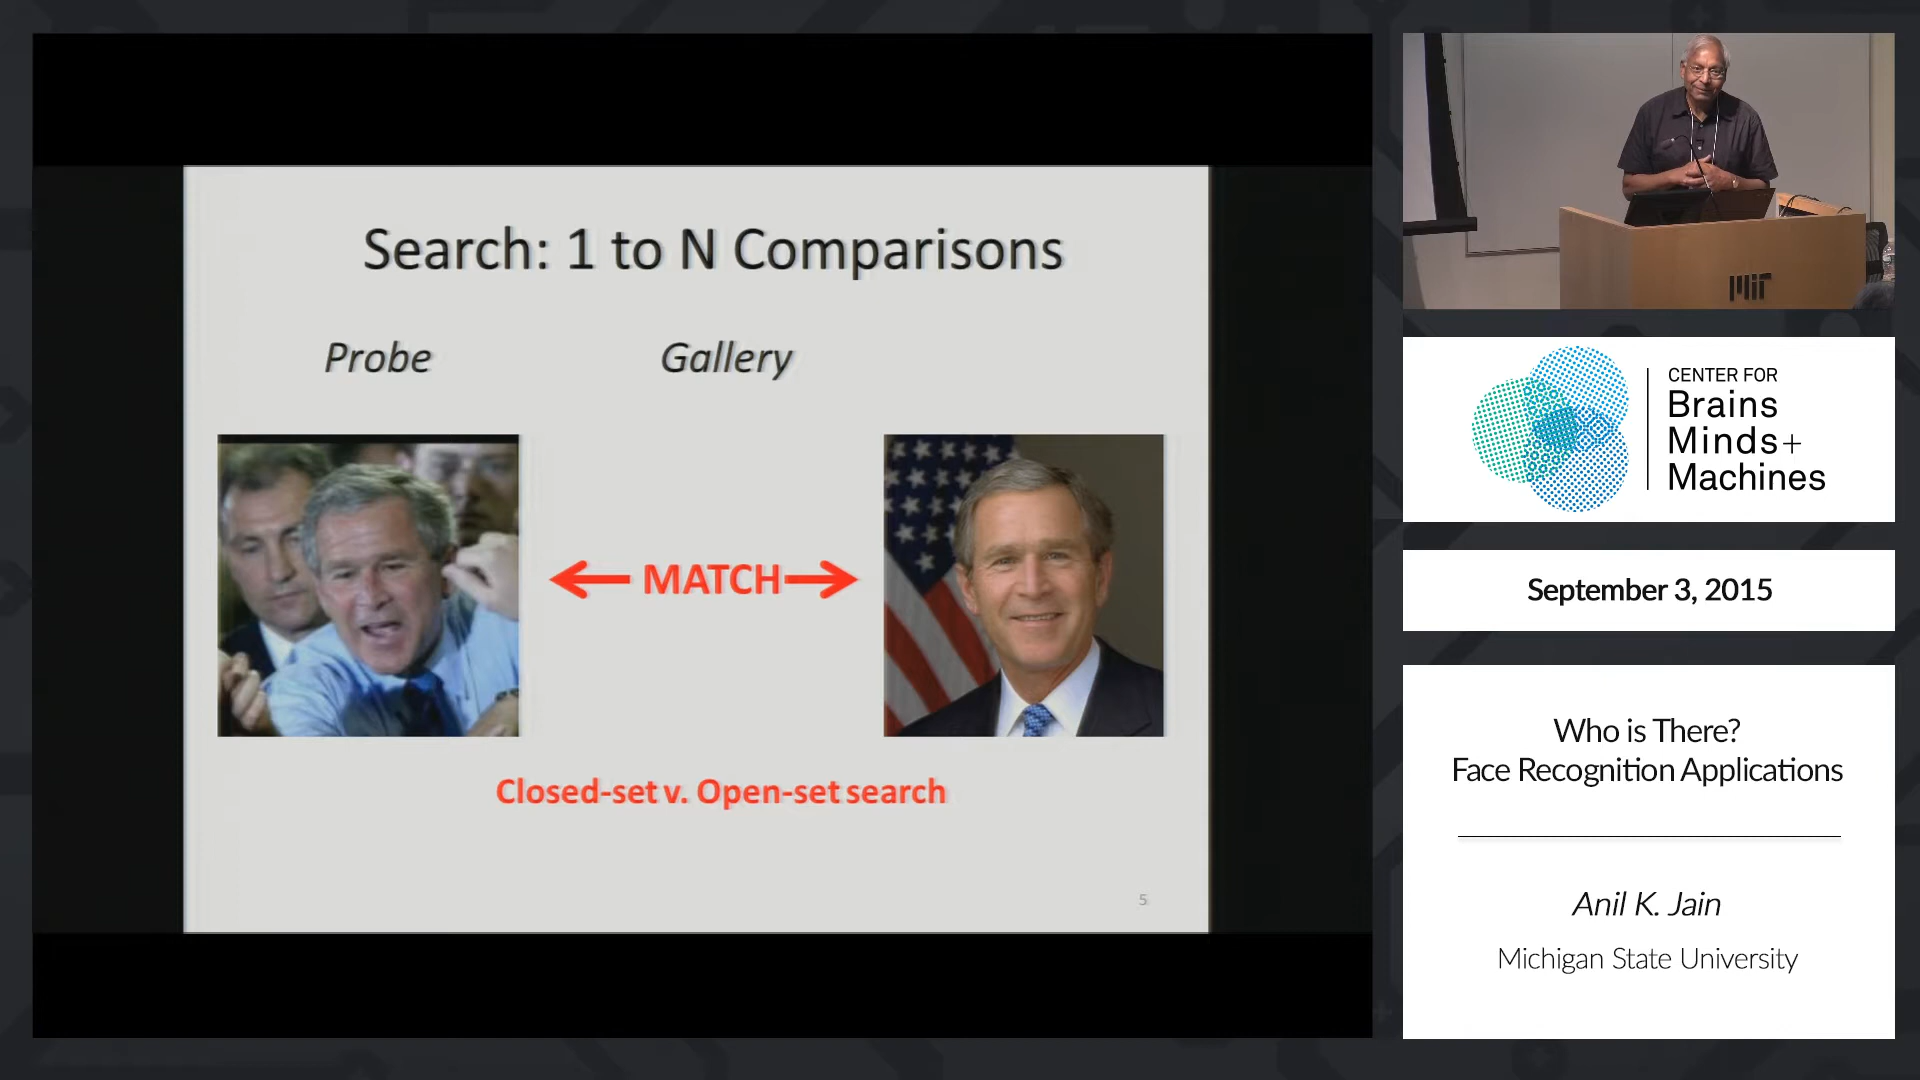 Search: 1 to N Comparisons
Probe
Gallery
MATCH
Closed-set v. Open-set search
5
MIT
CENTER FOR
Brains
Minds+
Machines
September 3, 2015
Who is There?
Face Recognition Applications
Anil K. Jain
Michigan State University